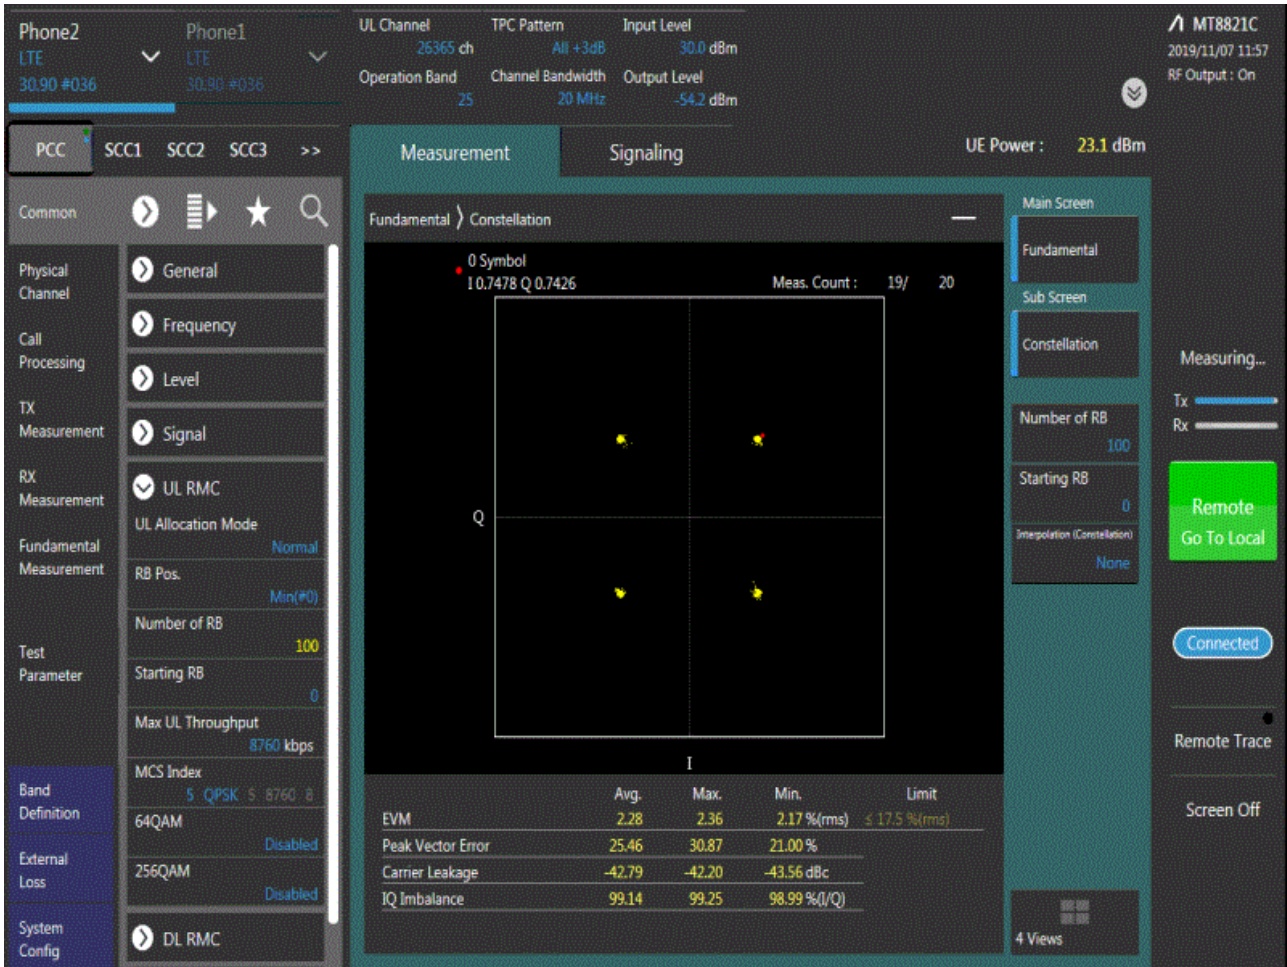 Phone2
LTE
30.90 #036
Phone1
LTE
30.90 #036
UL Channel
26365 ch
TPC Pattern
All +3dB
Input Level
30.0 dBm
Operation Band
25
Channel Bandwidth
20 MHz
Output Level
-54.2 dBm
MT8821C
2019/11/07 11:57
RF Output : On
PCC SCC1 SCC2 SCC3 >>
Measurement
Signaling
UE Power : 23.1 dBm
Common
Physical
Channel
Call
Processing
TX
Measurement
RX
Measurement
Fundamental
Measurement
Test
Parameter
Band
Definition
External
Loss
System
Config
General
Frequency
Level
Signal
UL RMC
UL Allocation Mode
Normal
RB Pos.
Min(#0)
Number of RB
100
Starting RB
0
Max UL Throughput
8760 kbps
MCS Index
5 QPSK 5 8760 8
64QAM
Disabled
256QAM
Disabled
DL RMC
Fundamental 〉 Constellation
0 Symbol
I 0.7478 Q 0.7426
Meas. Count : 19/ 20
Q
I
Avg. Max. Min. Limit
EVM 2.28 2.36 2.17 %(rms) ≤ 17.5 %(rms)
Peak Vector Error 25.46 30.87 21.00 %
Carrier Leakage -42.79 -42.20 -43.56 dBc
IQ Imbalance 99.14 99.25 98.99 %(I/Q)
Main Screen
Fundamental
Sub Screen
Constellation
Number of RB
100
Starting RB
0
Interpolation (Constellation)
None
4 Views
Measuring...
Tx
Rx
Remote
Go To Local
Connected
Remote Trace
Screen Off